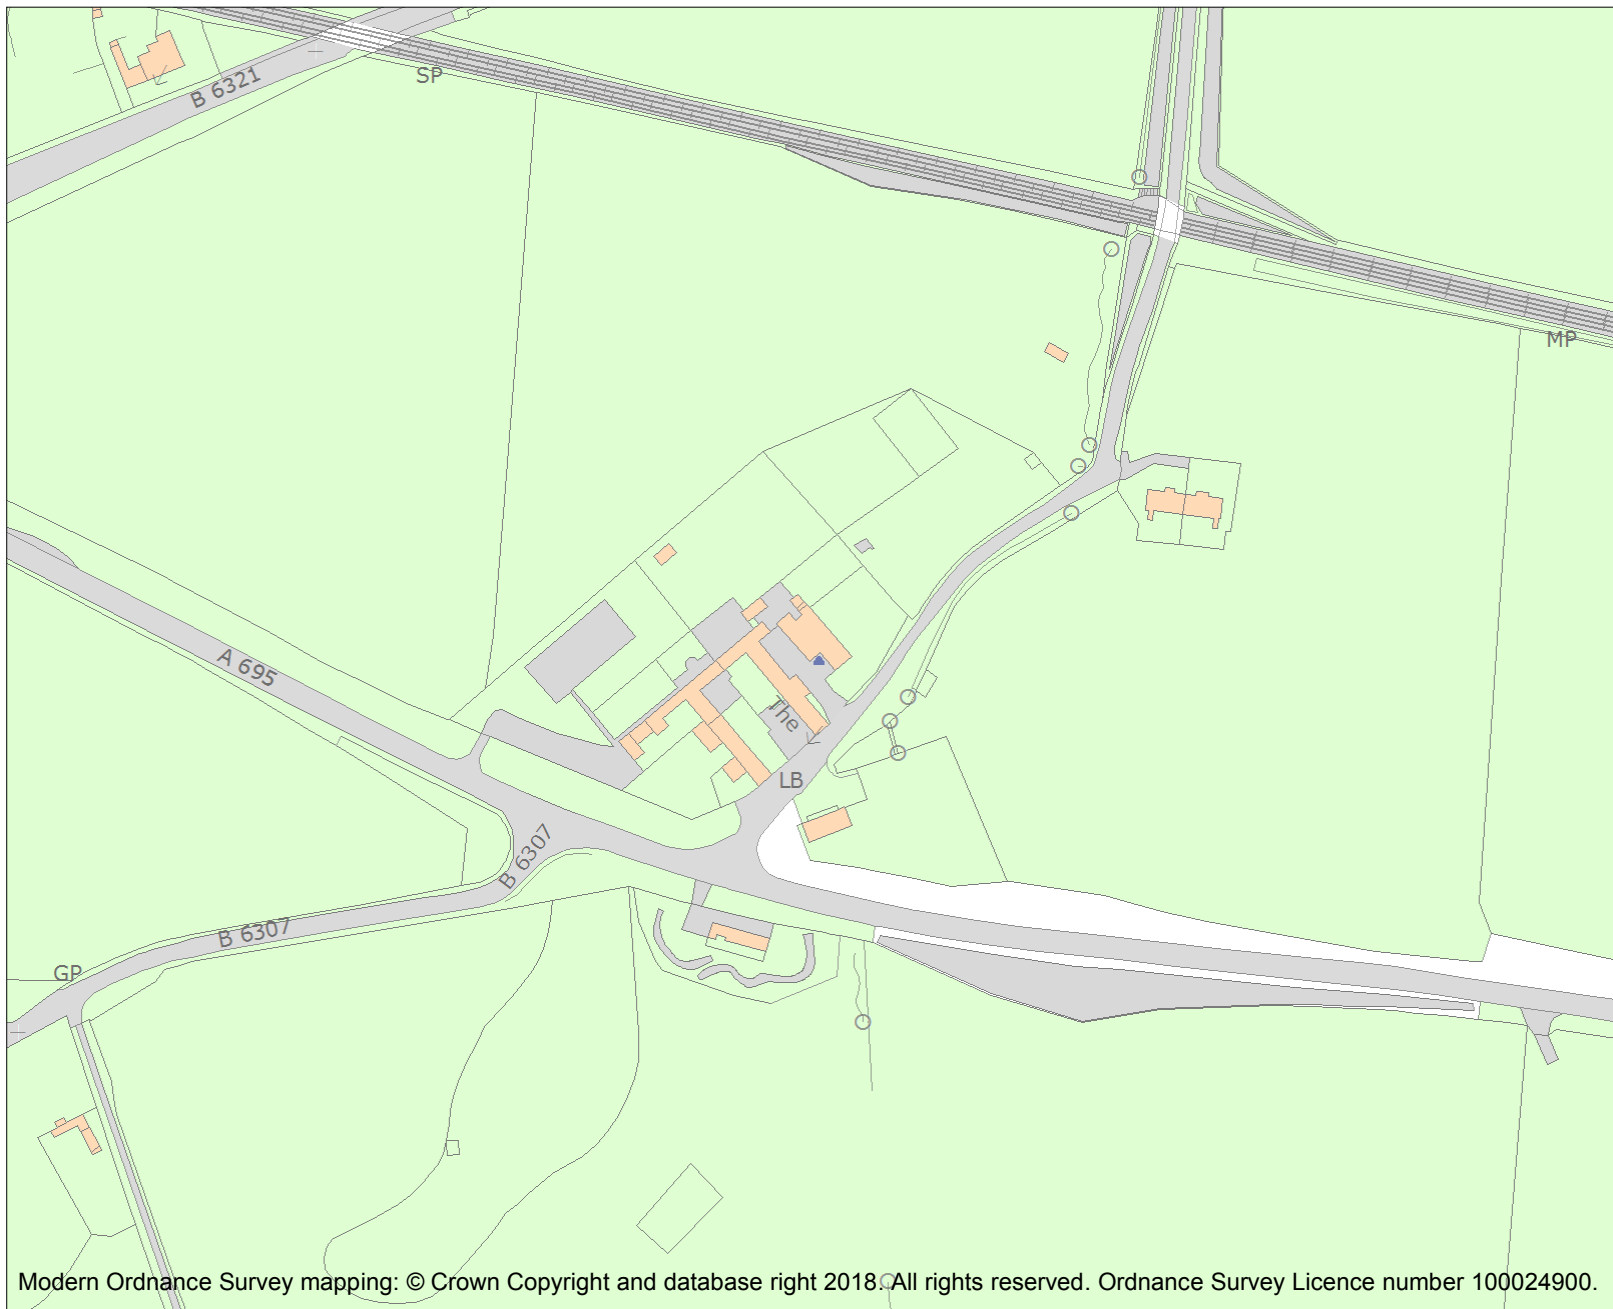 SP
B 6321
MP
A 695
The
LB
B 6307
B 6307
GP
Modern Ordnance Survey mapping: © Crown Copyright and database right 2018. All rights reserved. Ordnance Survey Licence number 100024900.